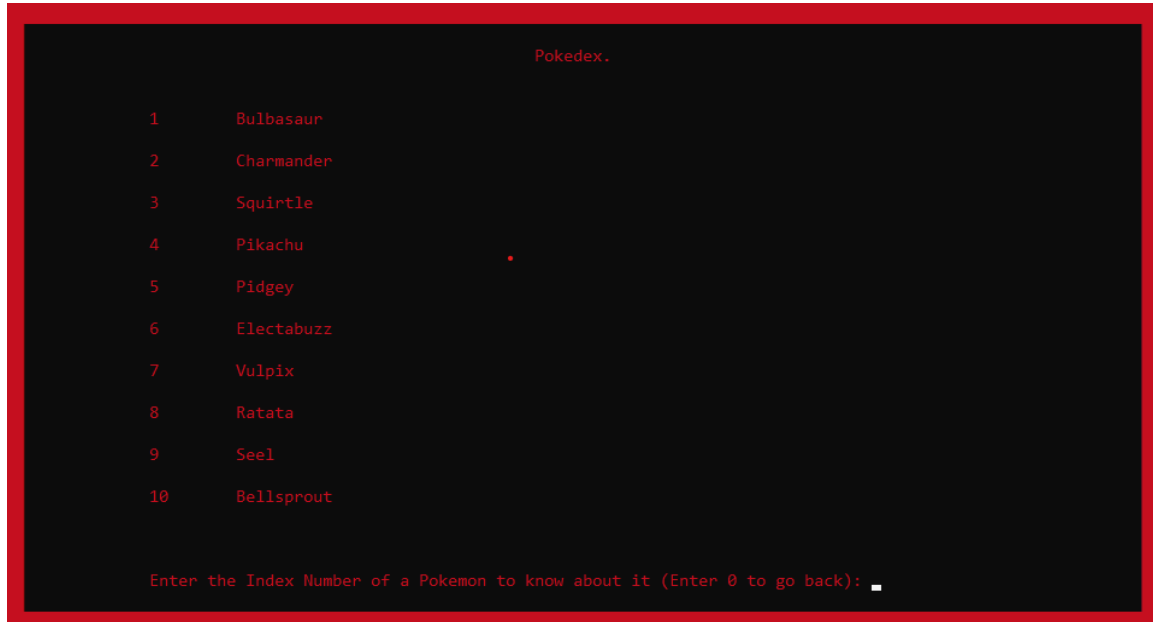 Pokedex.
1 Bulbasaur
2 Charmander
3 Squirtle
4 Pikachu
5 Pidgey
6 Electabuzz
7 Vulpix
8 Ratata
9 Seel
10 Bellsprout
Enter the Index Number of a Pokemon to know about it (Enter 0 to go back):